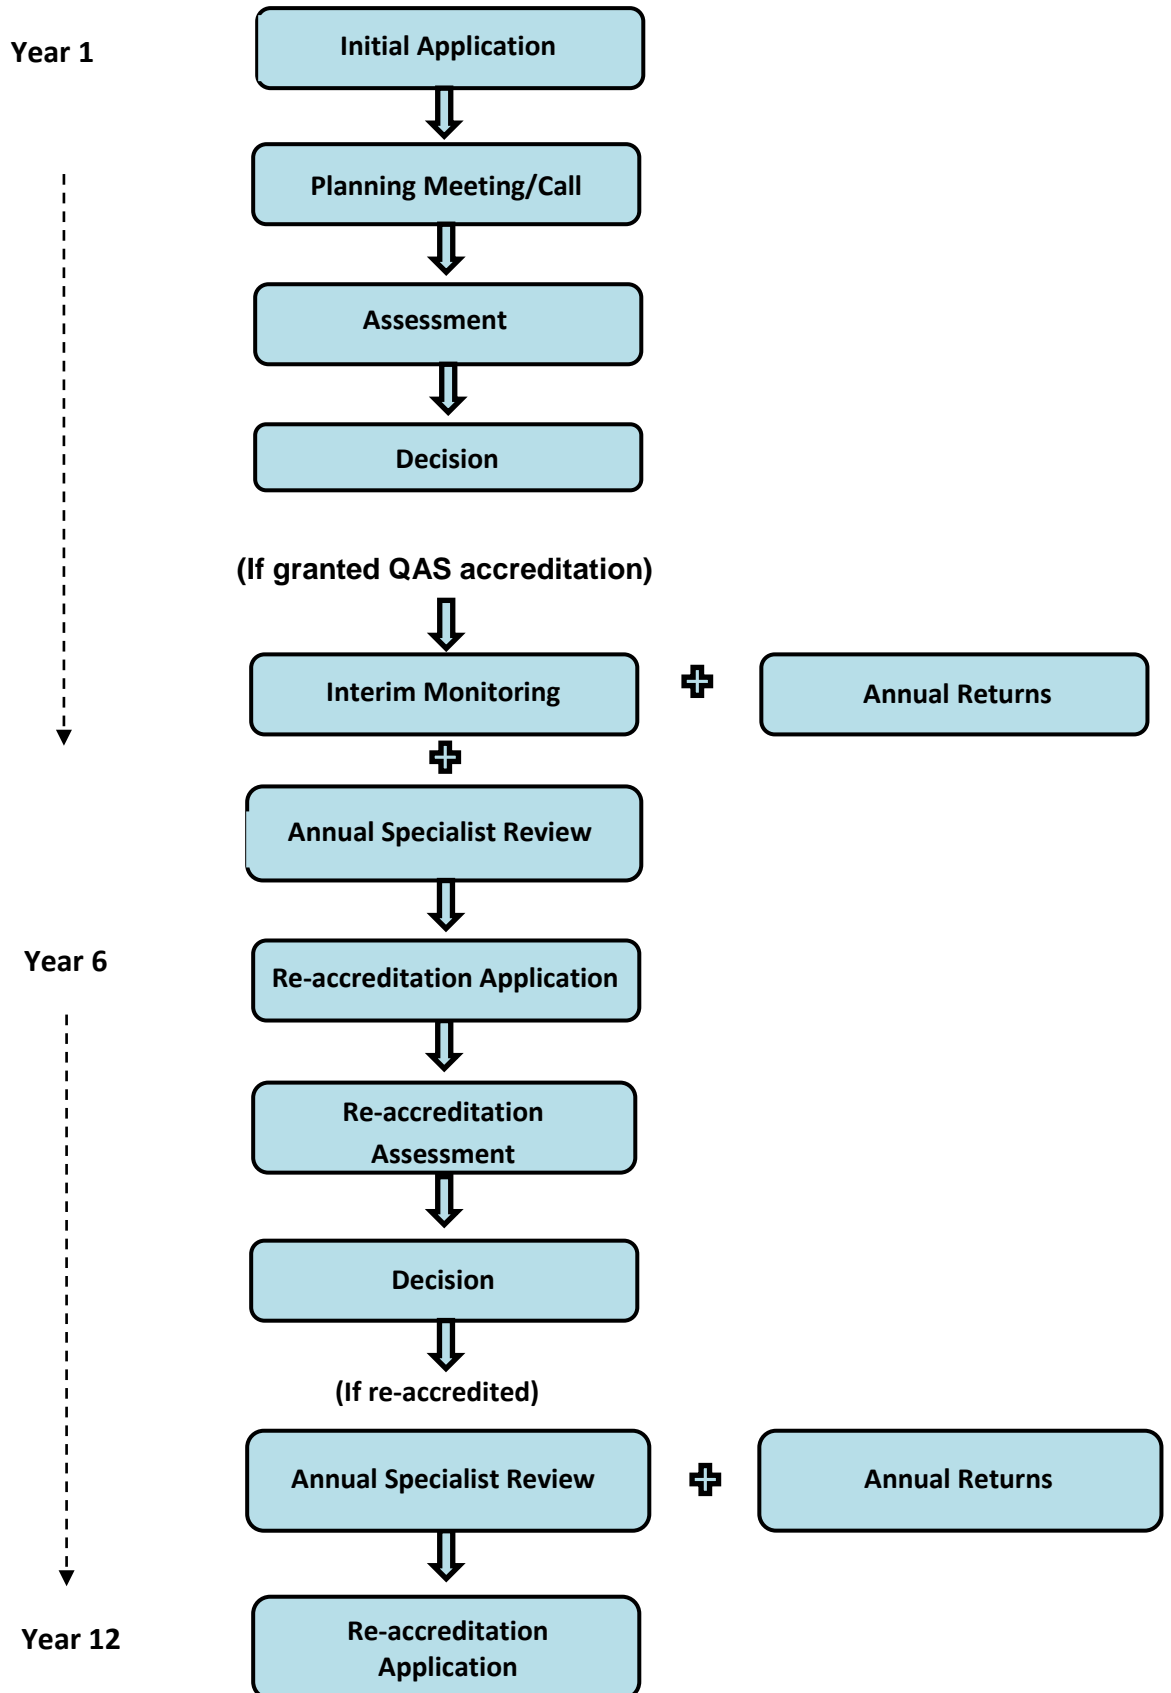 Year 1
Initial Application
Planning Meeting/Call
Assessment
Decision
(If granted QAS accreditation)
Interim Monitoring
Annual Returns
Annual Specialist Review
Year 6
Re-accreditation Application
Re-accreditation
Assessment
Decision
(If re-accredited)
Annual Specialist Review
Annual Returns
Year 12
Re-accreditation
Application